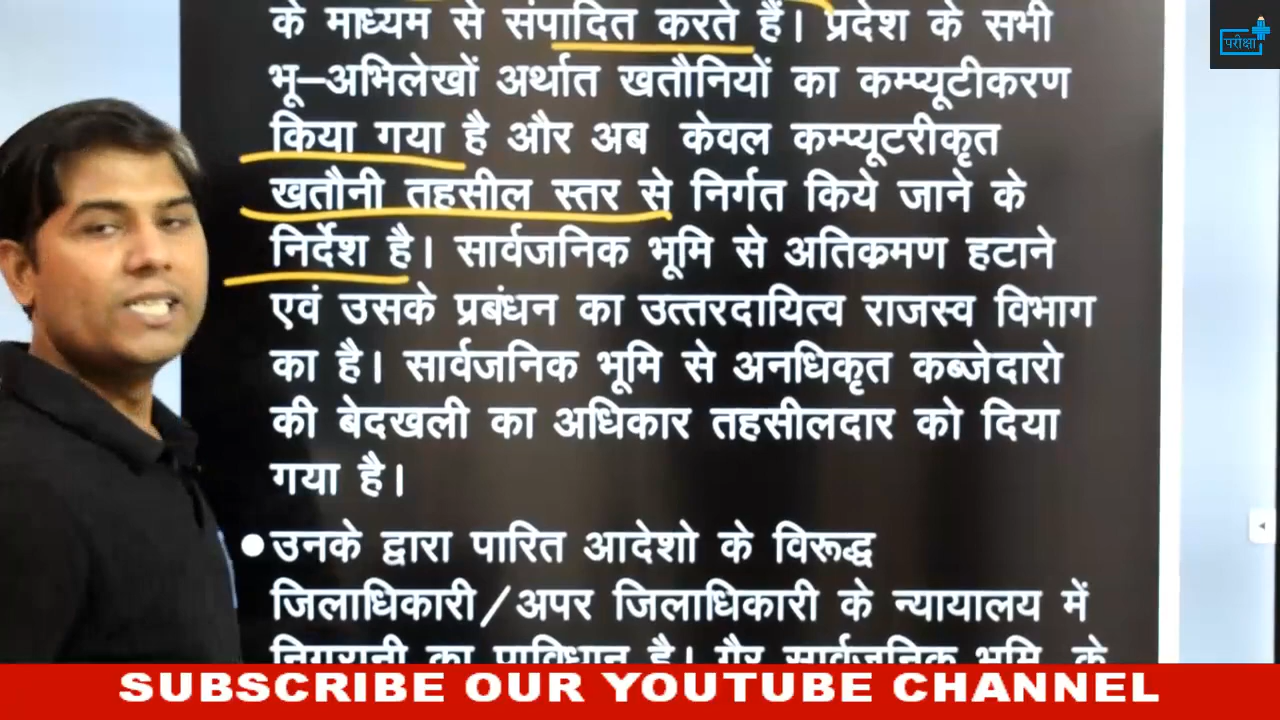 परीक्षा
के माध्यम से संपादित करते हैं। प्रदेश के सभी
भू–अभिलेखों अर्थात खतौनियों का कम्प्यूटीकरण
किया गया है और अब केवल कम्प्यूटरीकृत
खतौनी तहसील स्तर से निर्गत किये जाने के
निर्देश है। सार्वजनिक भूमि से अतिक्रमण हटाने
एवं उसके प्रबंधन का उत्तरदायित्व राजस्व विभाग
का है। सार्वजनिक भूमि से अनधिकृत कब्जेदारो
की बेदखली का अधिकार तहसीलदार को दिया
गया है।
●उनके द्वारा पारित आदेशो के विरूद्ध
जिलाधिकारी/अपर जिलाधिकारी के न्यायालय में
निगरानी का प्राविधान है। गैर सार्वजनिक भूमि के
SUBSCRIBE OUR YOUTUBE CHANNEL